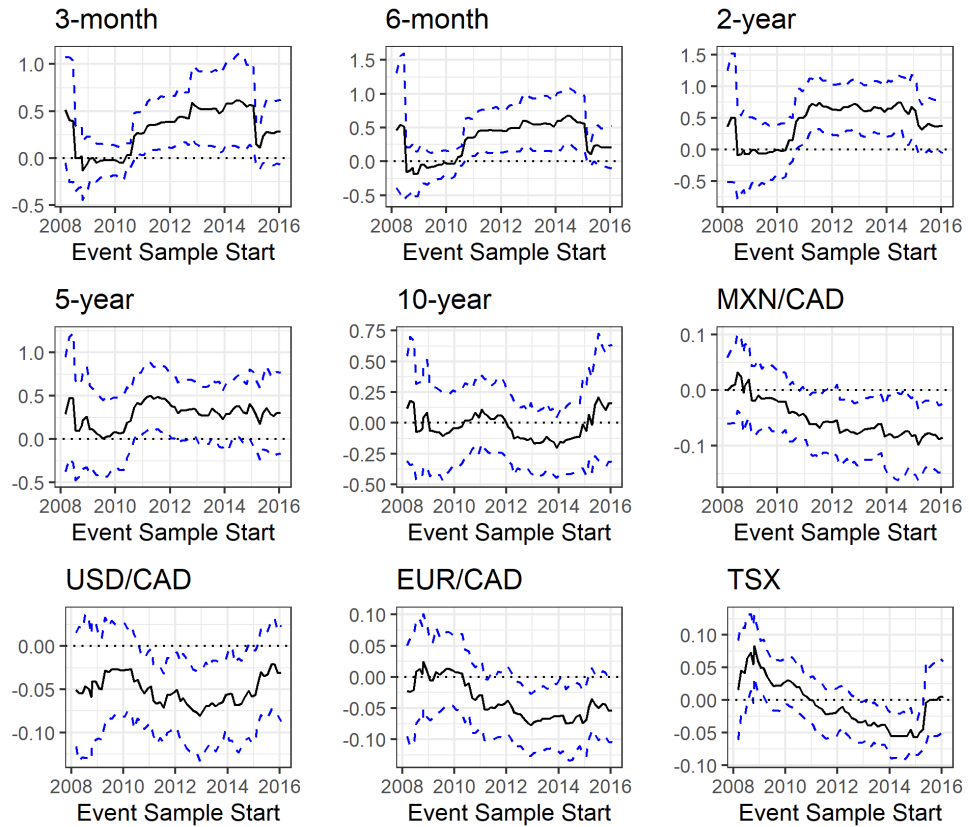 3-month
6-month
2-year
1.0
0.5
0.0
-0.5
1.5
1.0
0.5
0.0
-0.5
1.5
1.0
0.5
0.0
-0.5
2008 2010 2012 2014 2016
2008 2010 2012 2014 2016
2008 2010 2012 2014 2016
Event Sample Start
Event Sample Start
Event Sample Start
5-year
10-year
MXN/CAD
1.0
0.5
0.0
-0.5
0.75
0.50
0.25
0.00
-0.25
-0.50
0.1
0.0
-0.1
2008 2010 2012 2014 2016
2008 2010 2012 2014 2016
2008 2010 2012 2014 2016
Event Sample Start
Event Sample Start
Event Sample Start
USD/CAD
EUR/CAD
TSX
0.00
-0.05
-0.10
0.10
0.05
0.00
-0.05
-0.10
0.10
0.05
0.00
-0.05
-0.10
2008 2010 2012 2014 2016
2008 2010 2012 2014 2016
2008 2010 2012 2014 2016
Event Sample Start
Event Sample Start
Event Sample Start